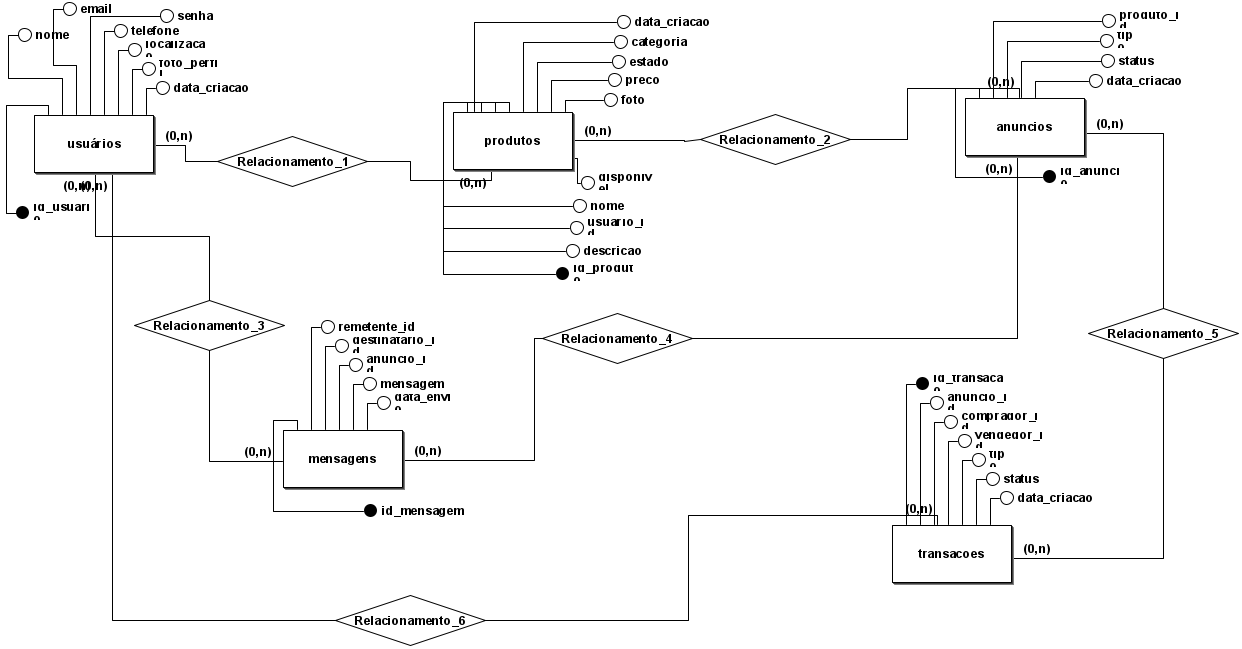 email
senha
nome
telefone
localizaca
o
foto_perfi
l
data_criacao
usuários
(0,n)
(0,n)
(0,n)
id_usuari
o
Relacionamento_1
data_criacao
categoria
estado
preco
foto
produtos
(0,n)
(0,n)
disponiv
el
nome
usuario_i
d
descricao
id_produt
o
Relacionamento_2
produto_i
d
tip
o
status
data_criacao
(0,n)
anuncios
(0,n)
(0,n)
id_anunci
o
Relacionamento_3
remetente_id
destinatario_i
d
anuncio_i
d
mensagem
data_envi
o
(0,n)
mensagens
(0,n)
id_mensagem
Relacionamento_4
Relacionamento_5
id_transaca
o
anuncio_i
d
comprador_i
d
vendedor_i
d
tip
o
status
data_criacao
(0,n)
transacoes
(0,n)
Relacionamento_6